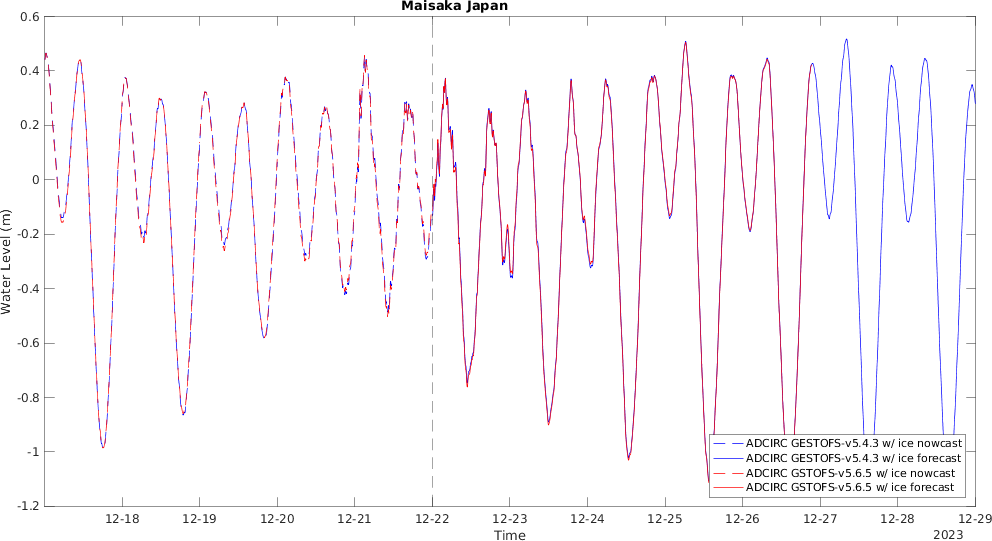 Maisaka Japan
0.6
0.4
0.2
0
-0.2
-0.4
-0.6
-0.8
-1
-1.2
Water Level (m)
ADCIRC GESTOFS-v5.4.3 w/ ice nowcast
ADCIRC GESTOFS-v5.4.3 w/ ice forecast
ADCIRC GSTOFS-v5.6.5 w/ ice nowcast
ADCIRC GSTOFS-v5.6.5 w/ ice forecast
12-18 12-19 12-20 12-21 12-22 12-23 12-24 12-25 12-26 12-27 12-28 12-29
Time
2023